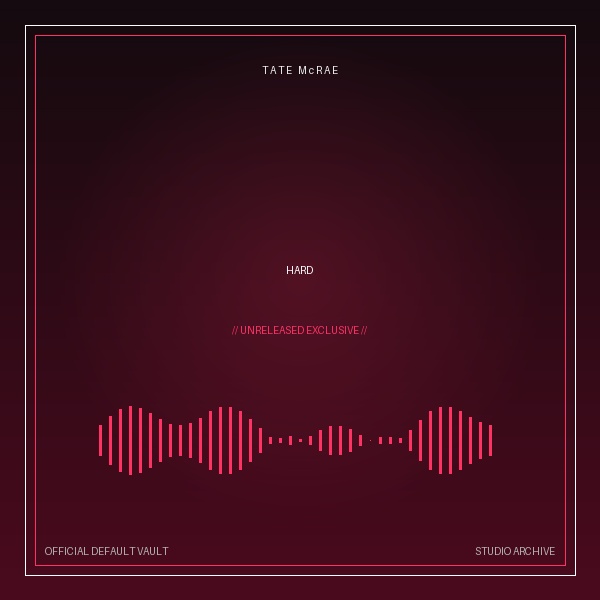 TATE McRAE
HARD
// UNRELEASED EXCLUSIVE //
OFFICIAL DEFAULT VAULT
STUDIO ARCHIVE